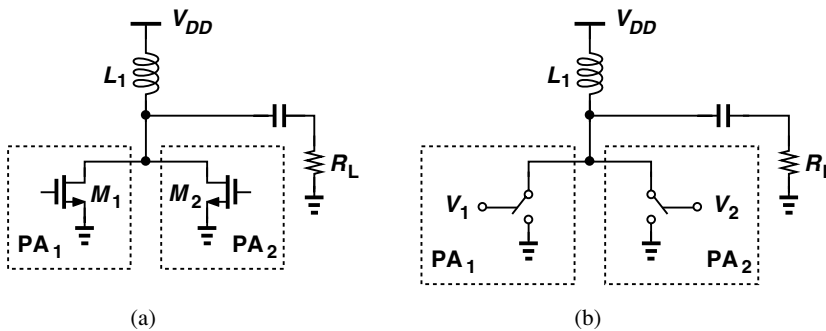 V_DD
L_1
R_L
M_1
M_2
PA_1
PA_2
(a)
V_DD
L_1
R_L
V_1
V_2
PA_1
PA_2
(b)